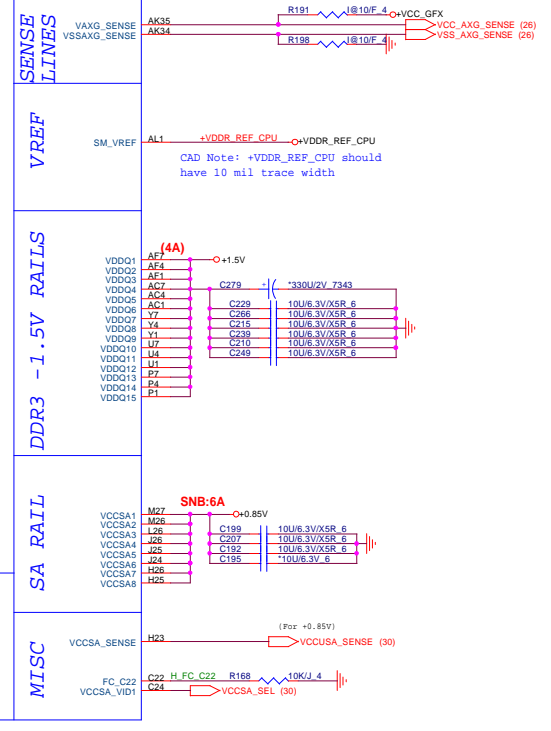 SENSE LINES
VAXG_SENSE AK35
VSSAXG_SENSE AK34
R191 I@10/F_4 +VCC_GFX
VCC_AXG_SENSE (26)
VSS_AXG_SENSE (26)
R198 I@10/F_4
VREF
SM_VREF AL1 +VDDR_REF_CPU +VDDR_REF_CPU
CAD Note: +VDDR_REF_CPU should
have 10 mil trace width
DDR3 -1.5V RAILS
(4A)
+1.5V
VDDQ1 AF7
VDDQ2 AF4
VDDQ3 AF1
VDDQ4 AC7
VDDQ5 AC4
VDDQ6 AC1
VDDQ7 Y7
VDDQ8 Y4
VDDQ9 Y1
VDDQ10 U7
VDDQ11 U4
VDDQ12 U1
VDDQ13 P7
VDDQ14 P4
VDDQ15 P1
C279 + *330U/2V_7343
C229 10U/6.3V/X5R_6
C266 10U/6.3V/X5R_6
C215 10U/6.3V/X5R_6
C239 10U/6.3V/X5R_6
C210 10U/6.3V/X5R_6
C249 10U/6.3V/X5R_6
SA RAIL
SNB:6A
+0.85V
VCCSA1 M27
VCCSA2 M26
VCCSA3 L26
VCCSA4 J26
VCCSA5 J25
VCCSA6 J24
VCCSA7 H26
VCCSA8 H25
C199 10U/6.3V/X5R_6
C207 10U/6.3V/X5R_6
C192 10U/6.3V/X5R_6
C195 *10U/6.3V_6
MISC
(For +0.85V)
VCCSA_SENSE H23 VCCUSA_SENSE (30)
FC_C22 C22 H_FC_C22 R168 10K/J_4
VCCSA_VID1 C24 VCCSA_SEL (30)